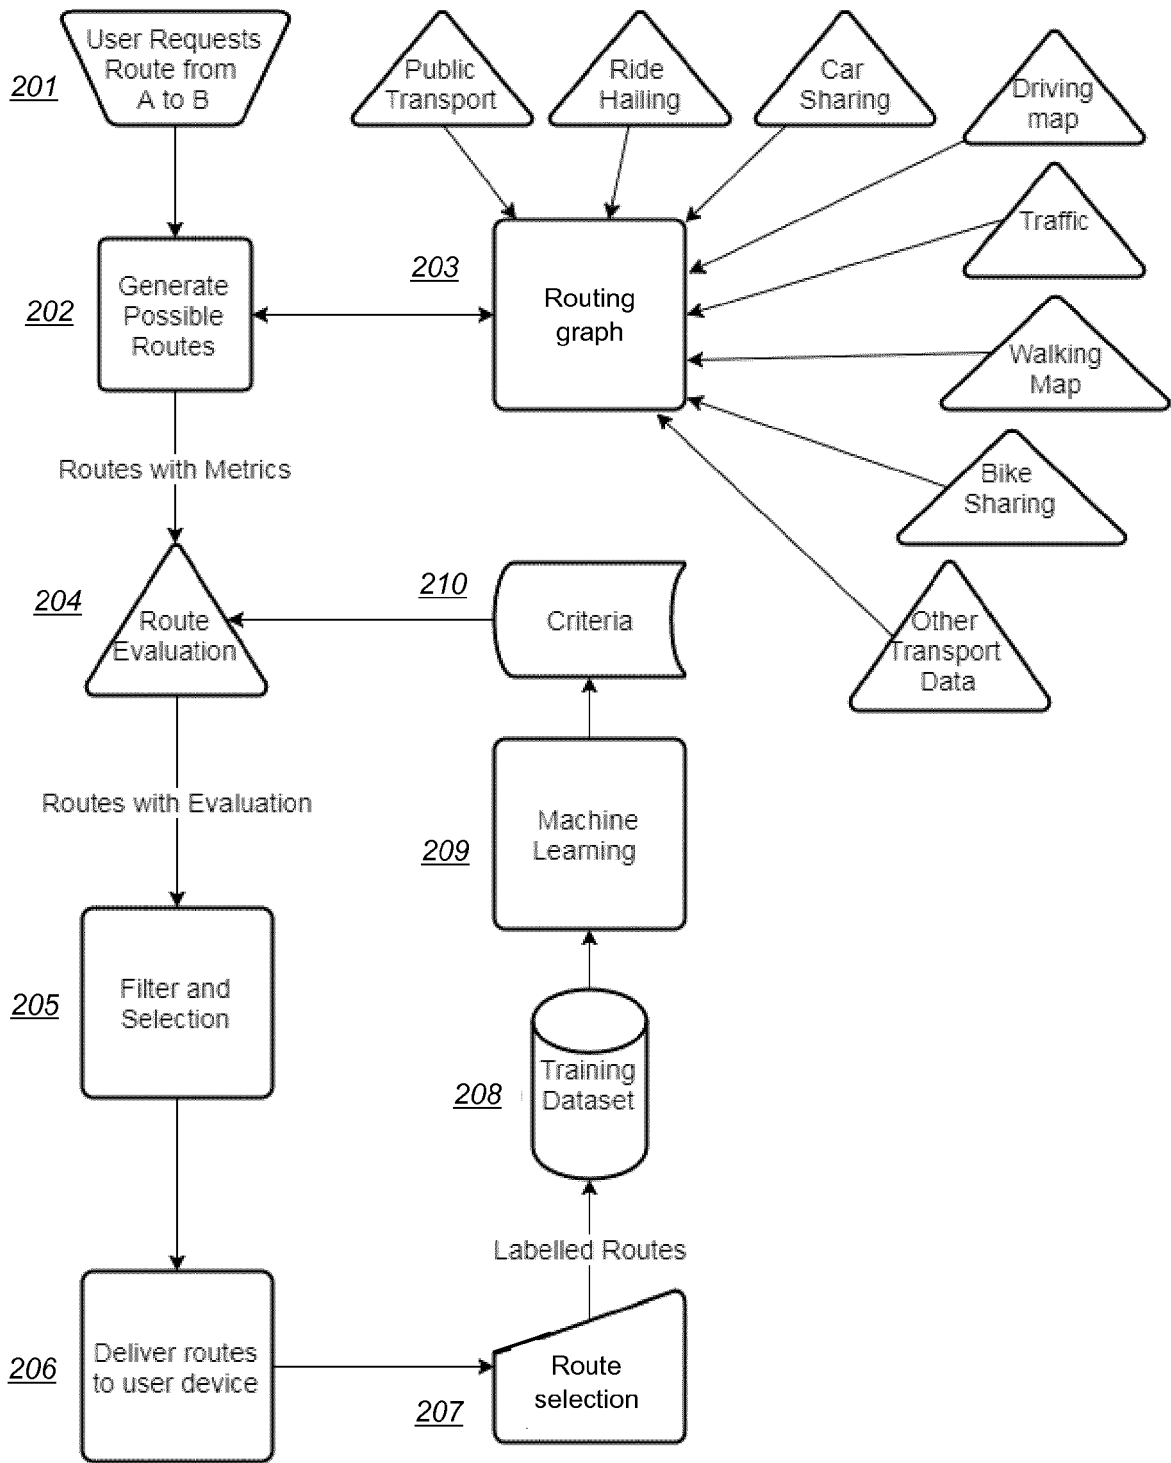 User Requests
Route from
A to B
201
Public
Transport
Ride
Hailing
Car
Sharing
Driving
map
Traffic
203
Routing
graph
202
Generate
Possible
Routes
Walking
Map
Routes with Metrics
Bike
Sharing
204
Route
Evaluation
210
Criteria
Other
Transport
Data
Routes with Evaluation
209
Machine
Learning
205
Filter and
Selection
208
Training
Dataset
Labelled Routes
206
Deliver routes
to user device
207
Route
selection